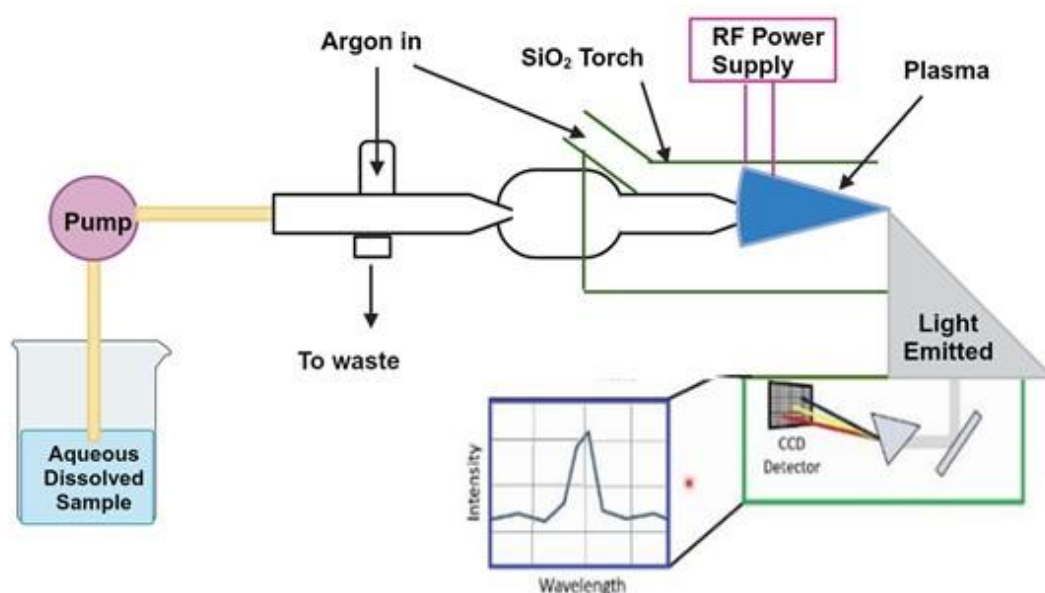 Argon in
SiO₂ Torch
RF Power
Supply
Plasma
Pump
To waste
Light
Emitted
Aqueous
Dissolved
Sample
Intensity
Wavelength
CCD
Detector